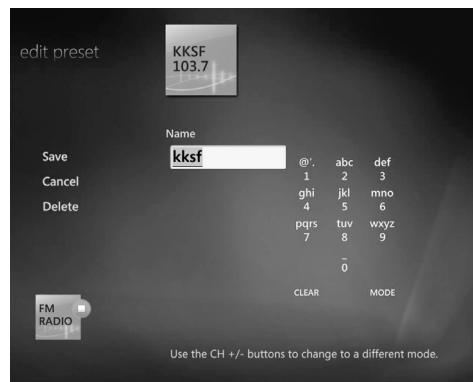 edit preset
KKSF
103.7
Name
kksf
Save
Cancel
Delete
@'. abc def
1 2 3
ghi jkl mno
4 5 6
pqrs tuv wxyz
7 8 9
_
0
CLEAR MODE
FM
RADIO
Use the CH +/- buttons to change to a different mode.